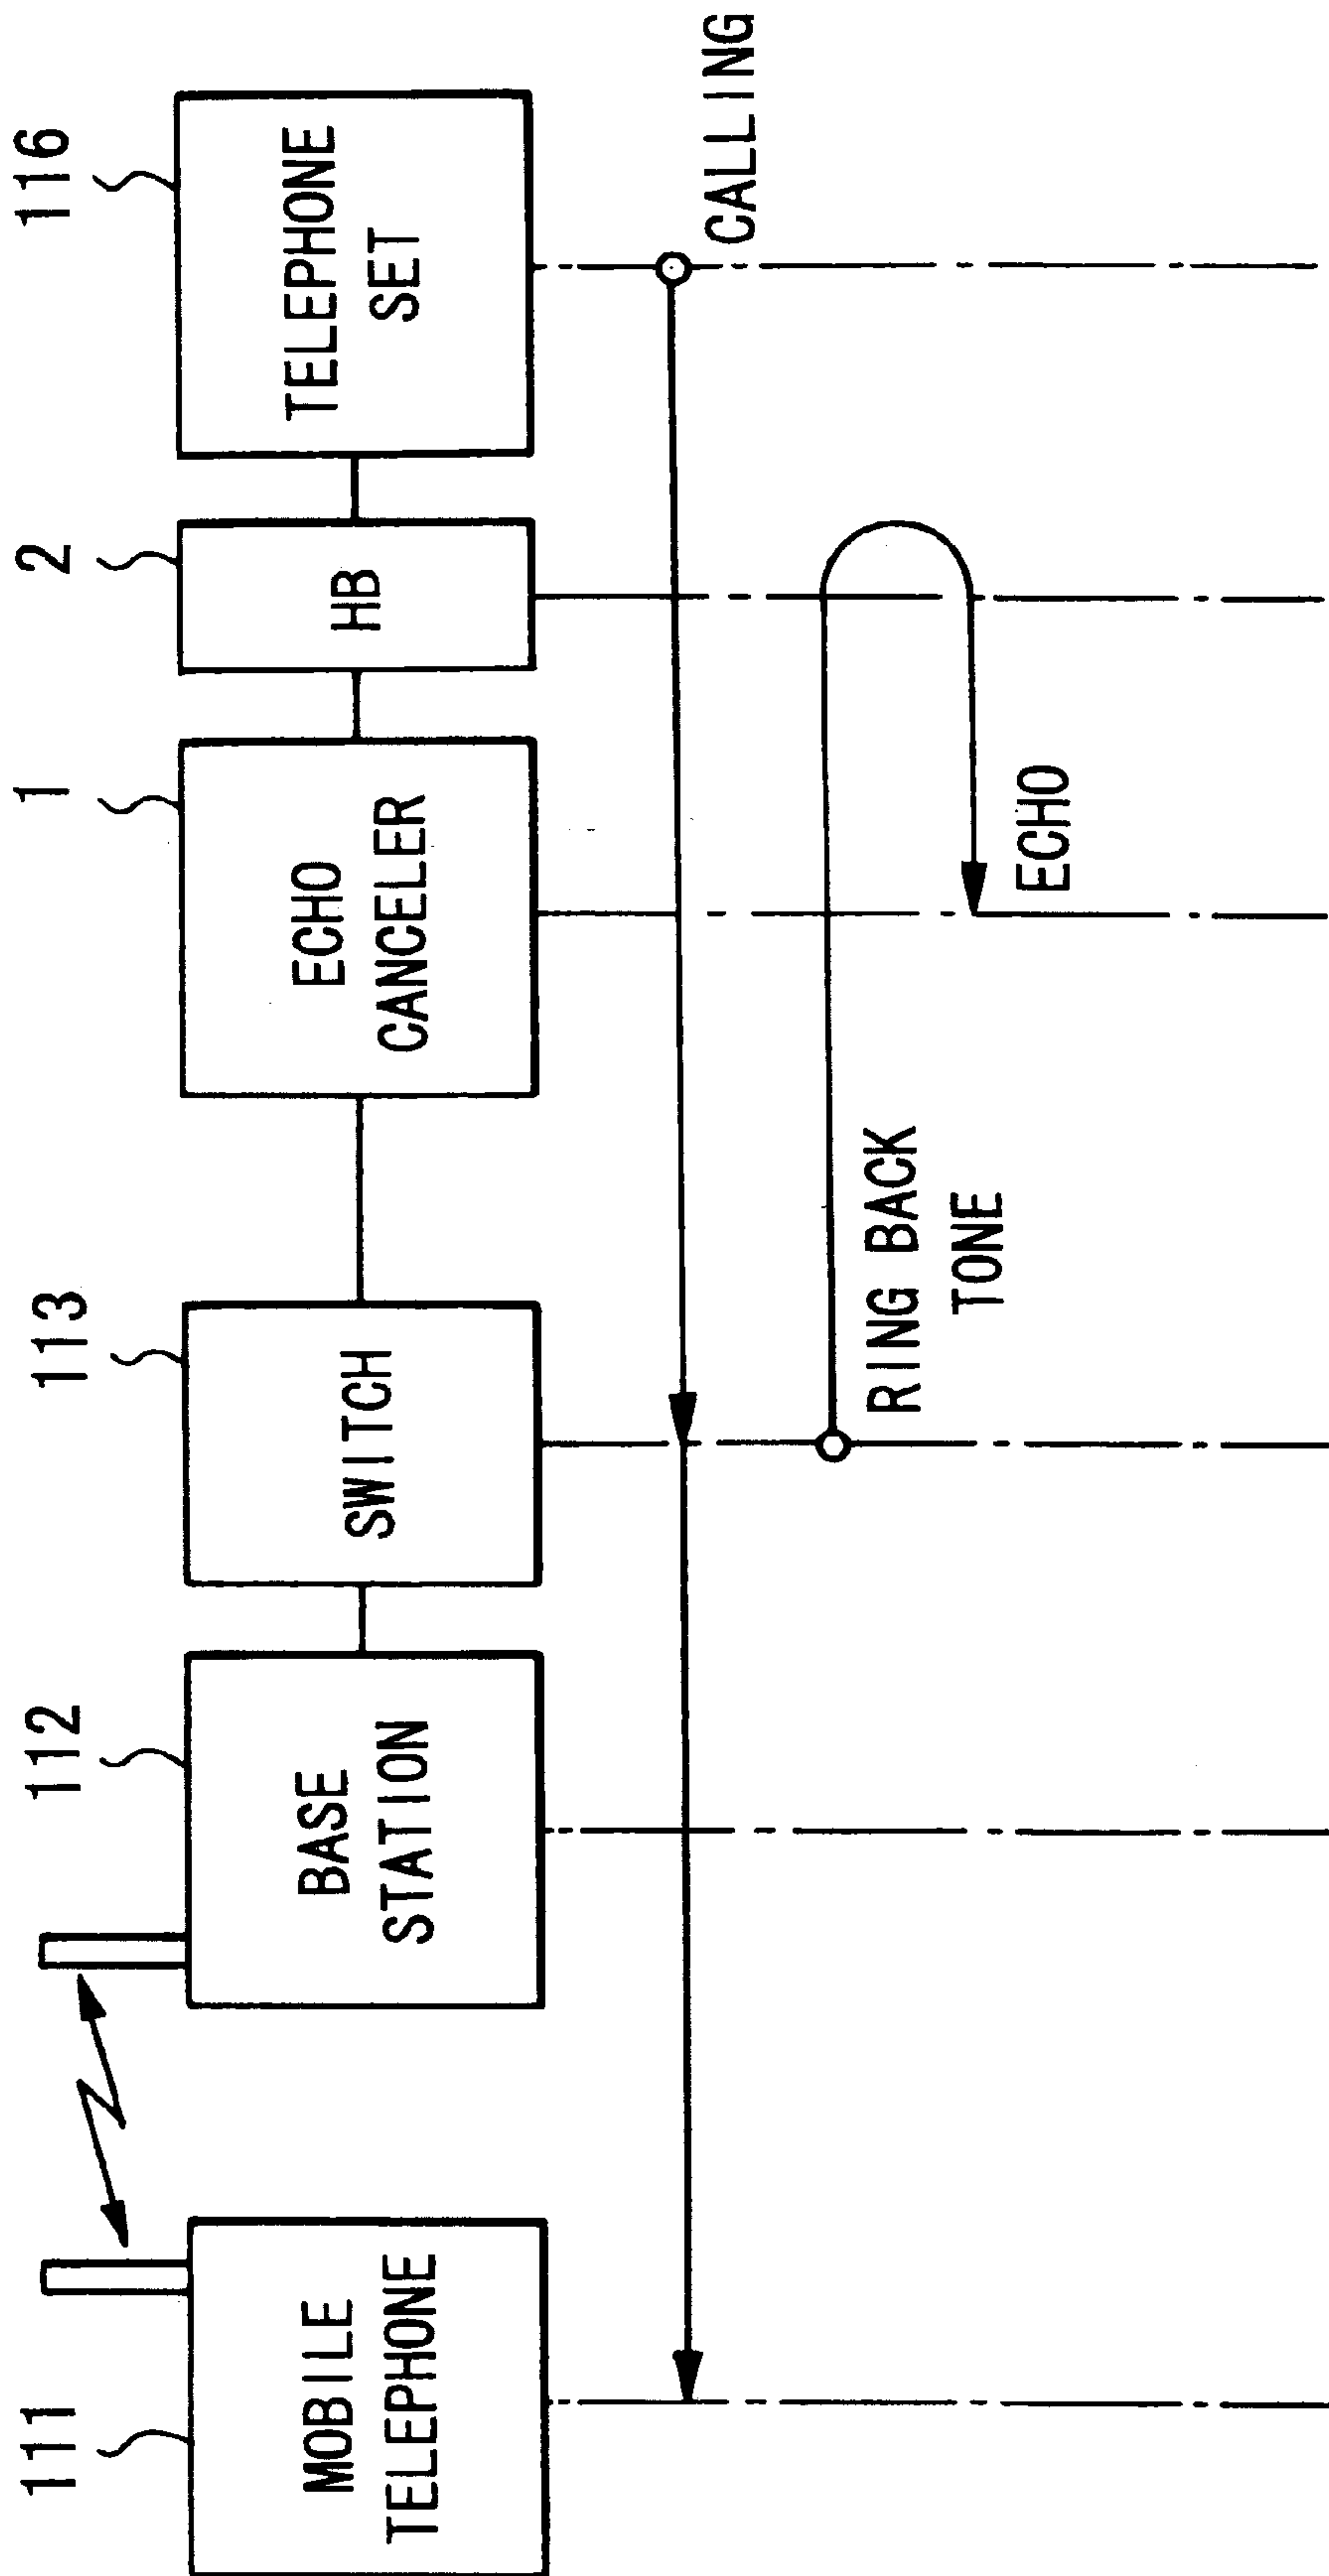 111
112
113
1
2
116
MOBILE
TELEPHONE
BASE
STATION
SWITCH
ECHO
CANCELER
HB
TELEPHONE
SET
CALLING
RING BACK
TONE
ECHO